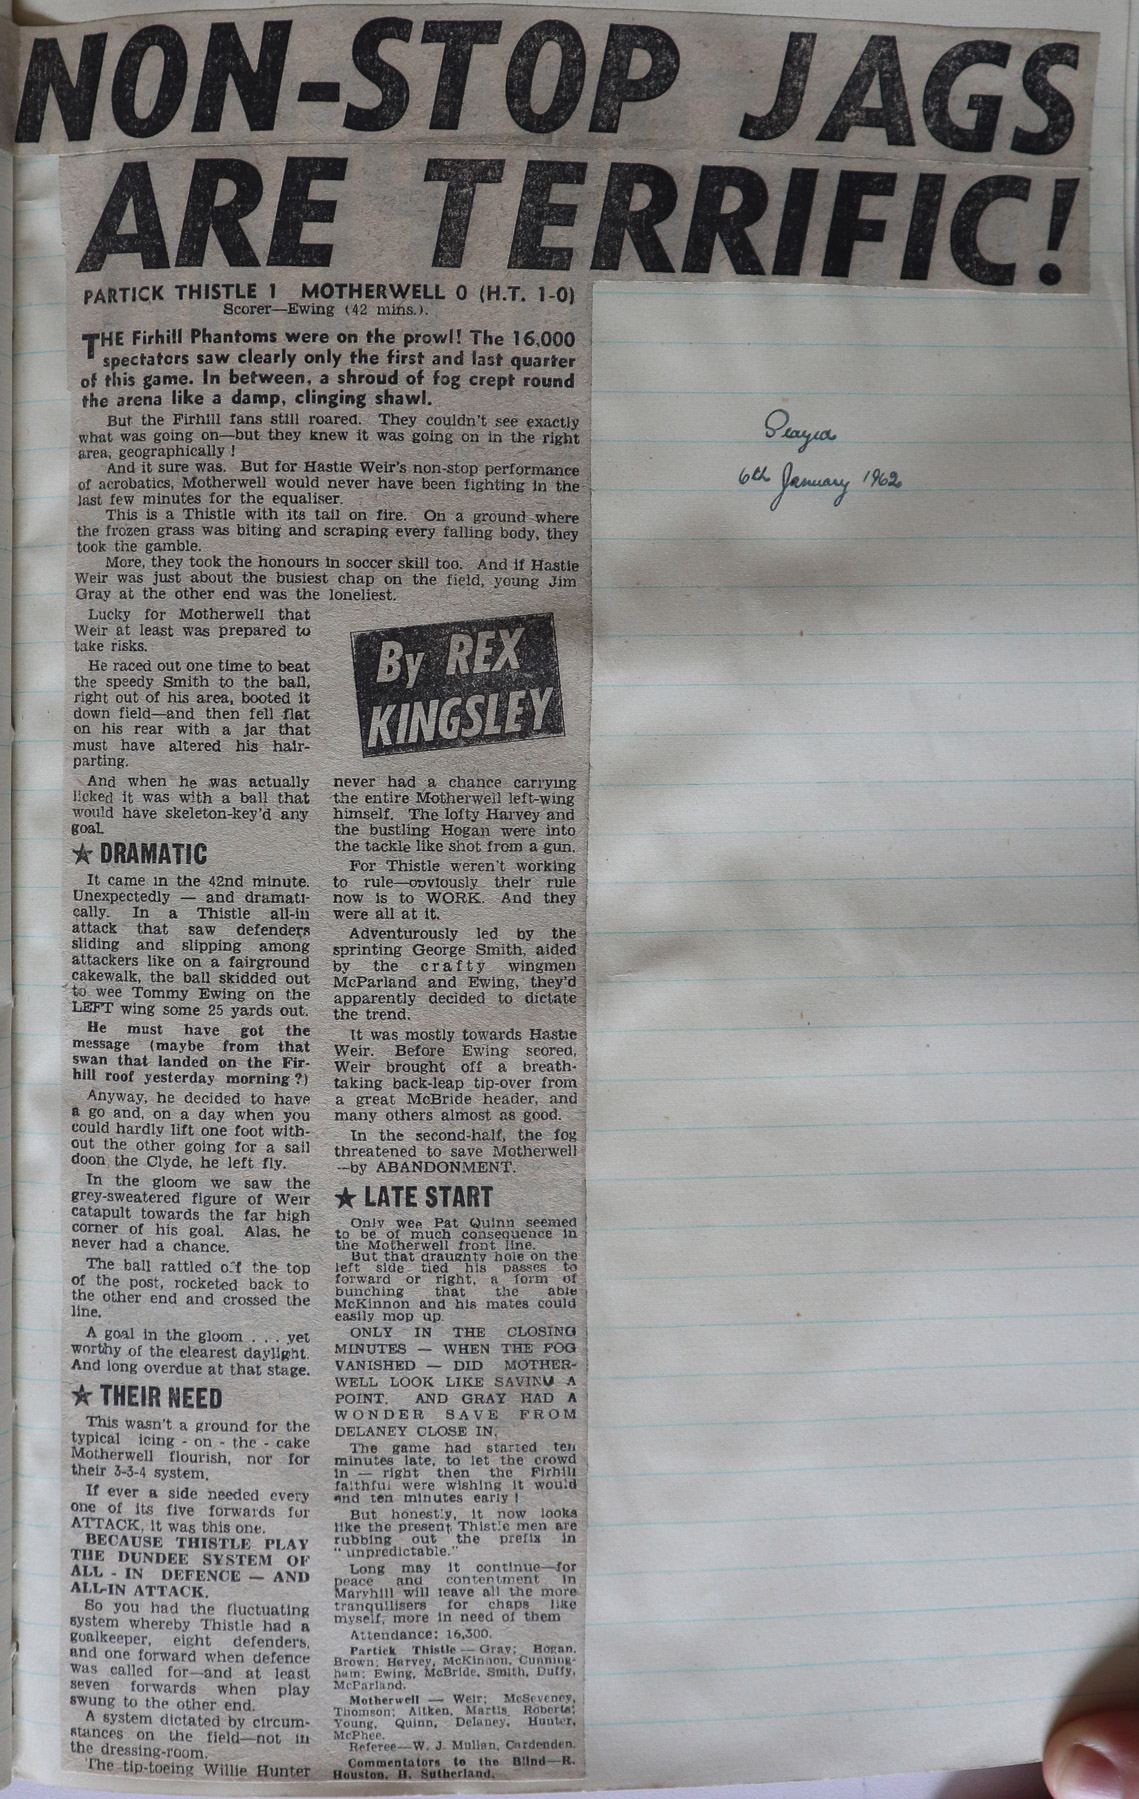 NON-STOP JAGS
ARE TERRIFIC!
PARTICK THISTLE 1 MOTHERWELL 0 (H.T. 1-0)
Scorer—Ewing (42 mins.).
THE Firhill Phantoms were on the prowl! The 16,000
spectators saw clearly only the first and last quarter
of this game. In between, a shroud of fog crept round
the arena like a damp, clinging shawl.
But the Firhill fans still roared. They couldn't see exactly
what was going on—but they knew it was going on in the right
area, geographically!
And it sure was. But for Hastie Weir's non-stop performance
of acrobatics, Motherwell would never have been fighting in the
last few minutes for the equaliser.
This is a Thistle with its tail on fire. On a ground where
the frozen grass was biting and scraping every falling body, they
took the gamble.
More, they took the honours in soccer skill too. And if Hastie
Weir was just about the busiest chap on the field, young Jim
Gray at the other end was the loneliest.
Lucky for Motherwell that
Weir at least was prepared to
take risks.
He raced out one time to beat
the speedy Smith to the ball,
right out of his area, booted it
down field—and then fell flat
on his rear with a jar that
must have altered his hair-
parting.
And when he was actually
licked it was with a ball that
would have skeleton-key'd any
goal.
★ DRAMATIC
It came in the 42nd minute.
Unexpectedly — and dramati-
cally. In a Thistle all-in
attack that saw defenders
sliding and slipping among
attackers like on a fairground
cakewalk, the ball skidded out
to wee Tommy Ewing on the
LEFT wing some 25 yards out.
He must have got the
message (maybe from that
swan that landed on the Fir-
hill roof yesterday morning?)
Anyway, he decided to have
a go and, on a day when you
could hardly lift one foot with-
out the other going for a sail
doon the Clyde, he left fly.
In the gloom we saw the
grey-sweatered figure of Weir
catapult towards the far high
corner of his goal. Alas, he
never had a chance.
The ball rattled off the top
of the post, rocketed back to
the other end and crossed the
line.
A goal in the gloom . . . yet
worthy of the clearest daylight.
And long overdue at that stage.
★ THEIR NEED
This wasn't a ground for the
typical icing - on - the - cake
Motherwell flourish, nor for
their 3-3-4 system.
If ever a side needed every
one of its five forwards for
ATTACK, it was this one.
BECAUSE THISTLE PLAY
THE DUNDEE SYSTEM OF
ALL - IN DEFENCE — AND
ALL-IN ATTACK.
So you had the fluctuating
system whereby Thistle had a
goalkeeper, eight defenders,
and one forward when defence
was called for—and at least
seven forwards when play
swung to the other end.
A system dictated by circum-
stances on the field—not in
the dressing-room.
The tip-toeing Willie Hunter
By REX
KINGSLEY
never had a chance carrying
the entire Motherwell left-wing
himself. The lofty Harvey and
the bustling Hogan were into
the tackle like shot from a gun.
For Thistle weren't working
to rule—obviously their rule
now is to WORK. And they
were all at it.
Adventurously led by the
sprinting George Smith, aided
by the crafty wingmen
McParland and Ewing, they'd
apparently decided to dictate
the trend.
It was mostly towards Hastie
Weir. Before Ewing scored,
Weir brought off a breath-
taking back-leap tip-over from
a great McBride header, and
many others almost as good.
In the second-half, the fog
threatened to save Motherwell
—by ABANDONMENT.
★ LATE START
Only wee Pat Quinn seemed
to be of much consequence in
the Motherwell front line.
But that draughty hole on the
left side tied his passes to
forward or right, a form of
bunching that the able
McKinnon and his mates could
easily mop up.
ONLY IN THE CLOSING
MINUTES — WHEN THE FOG
VANISHED — DID MOTHER-
WELL LOOK LIKE SAVING A
POINT. AND GRAY HAD A
WONDER SAVE FROM
DELANEY CLOSE IN.
The game had started ten
minutes late, to let the crowd
in — right then the Firhill
faithful were wishing it would
end ten minutes early!
But honestly, it now looks
like the present Thistle men are
rubbing out the prefix in
"unpredictable."
Long may it continue—for
peace and contentment in
Maryhill will leave all the more
tranquilisers for chaps like
myself, more in need of them
Attendance: 16,300.
Partick Thistle — Gray; Hogan,
Brown; Harvey, McKinnon, Cunning-
ham; Ewing, McBride, Smith, Duffy,
McParland.
Motherwell — Weir; McSeveney,
Thomson; Aitken, Martis, Roberts;
Young, Quinn, Delaney, Hunter,
McPhee.
Referee—W. J. Mullan, Cardenden.
Commentators to the Blind—R.
Houston, H. Sutherland.
Played
6th January 1962